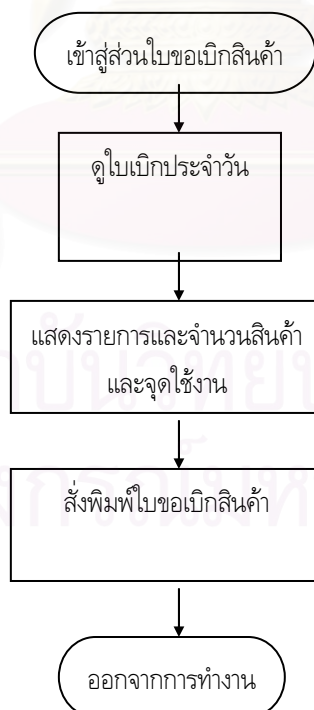 เข้าสู่ส่วนใบขอเบิกสินค้า
ดูใบเบิกประจำวัน
แสดงรายการและจำนวนสินค้า
และจุดใช้งาน
สั่งพิมพ์ใบขอเบิกสินค้า
ออกจากการทำงาน